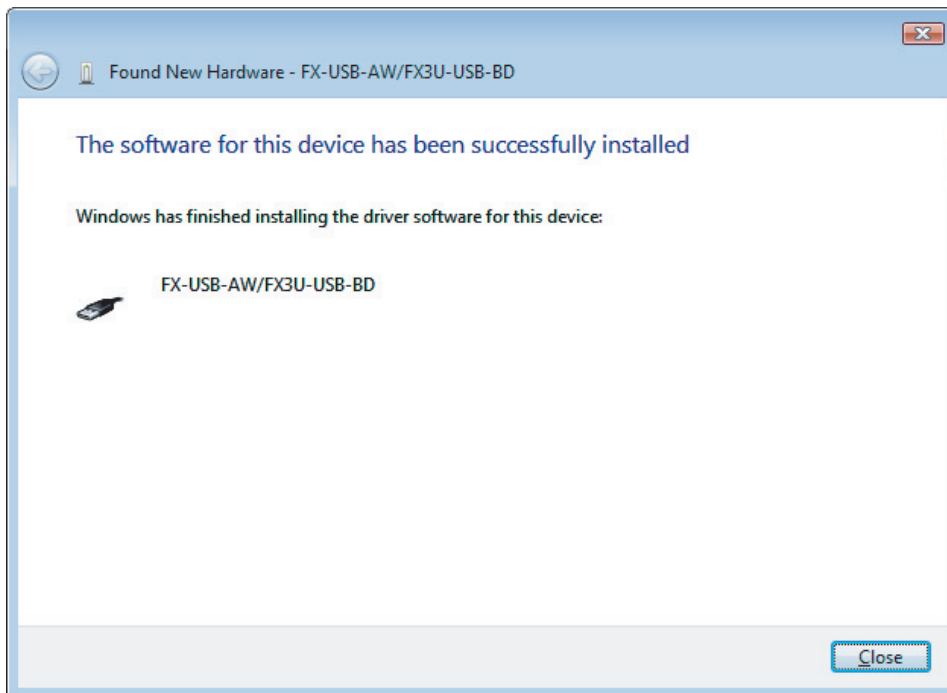 Found New Hardware - FX-USB-AW/FX3U-USB-BD
The software for this device has been successfully installed
Windows has finished installing the driver software for this device:
FX-USB-AW/FX3U-USB-BD
Close